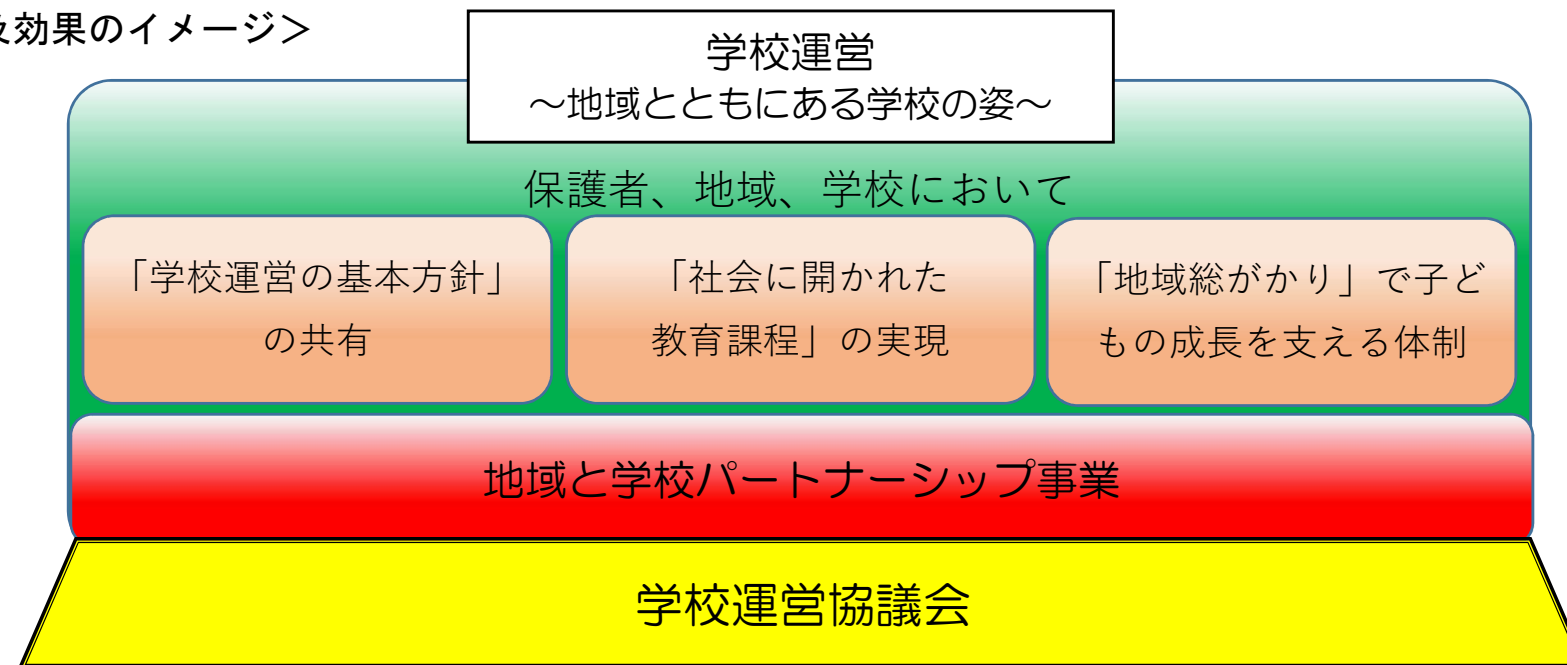 効果のイメージ＞
学校運営
～地域とともにある学校の姿～
保護者、地域、学校において
「学校運営の基本方針」
の共有
「社会に開かれた
教育課程」の実現
「地域総がかり」で子ど
もの成長を支える体制
地域と学校パートナーシップ事業
学校運営協議会